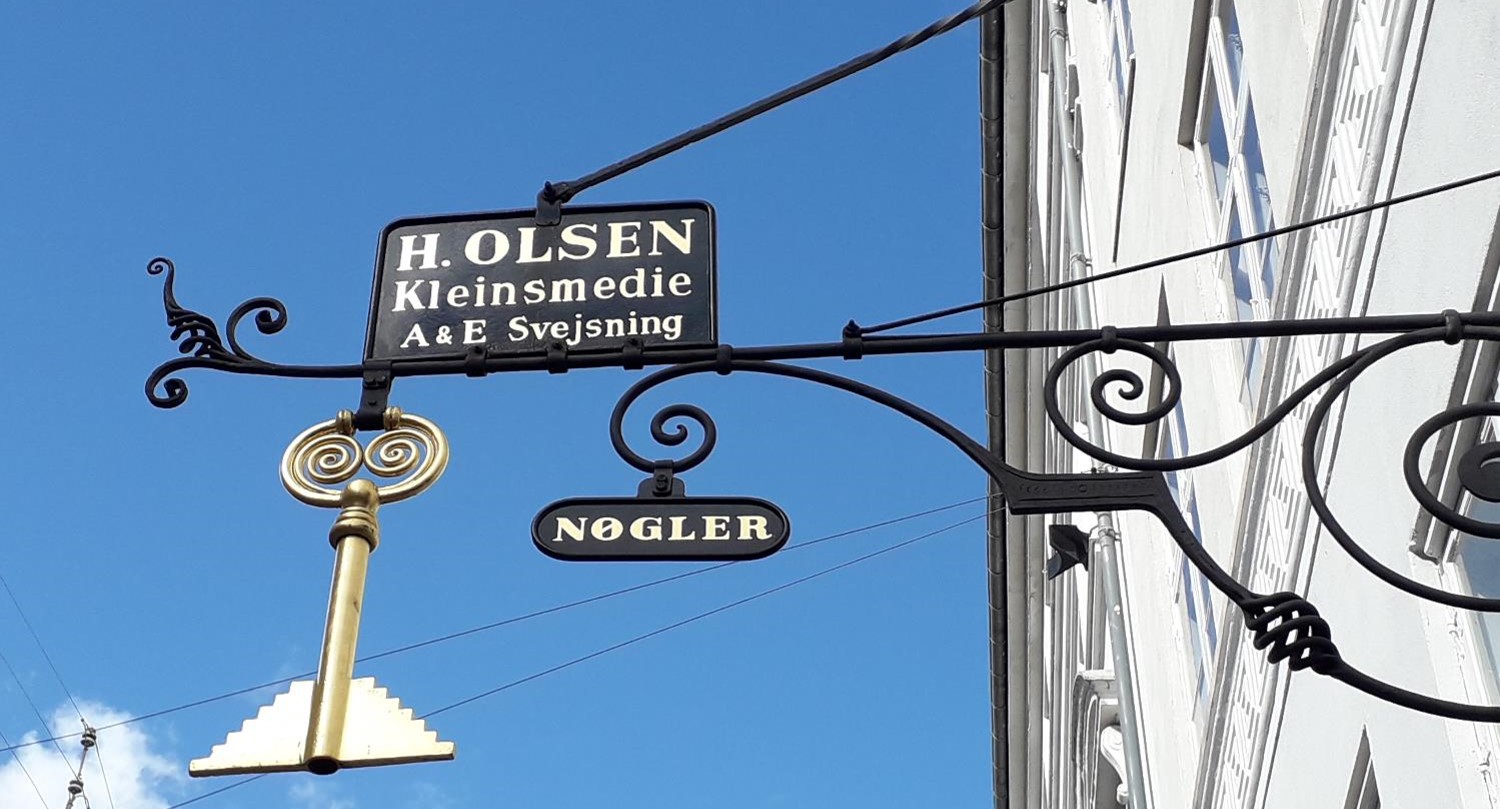 H. OLSEN
Kleinsmedie
A & E Svejsning
NØGLER